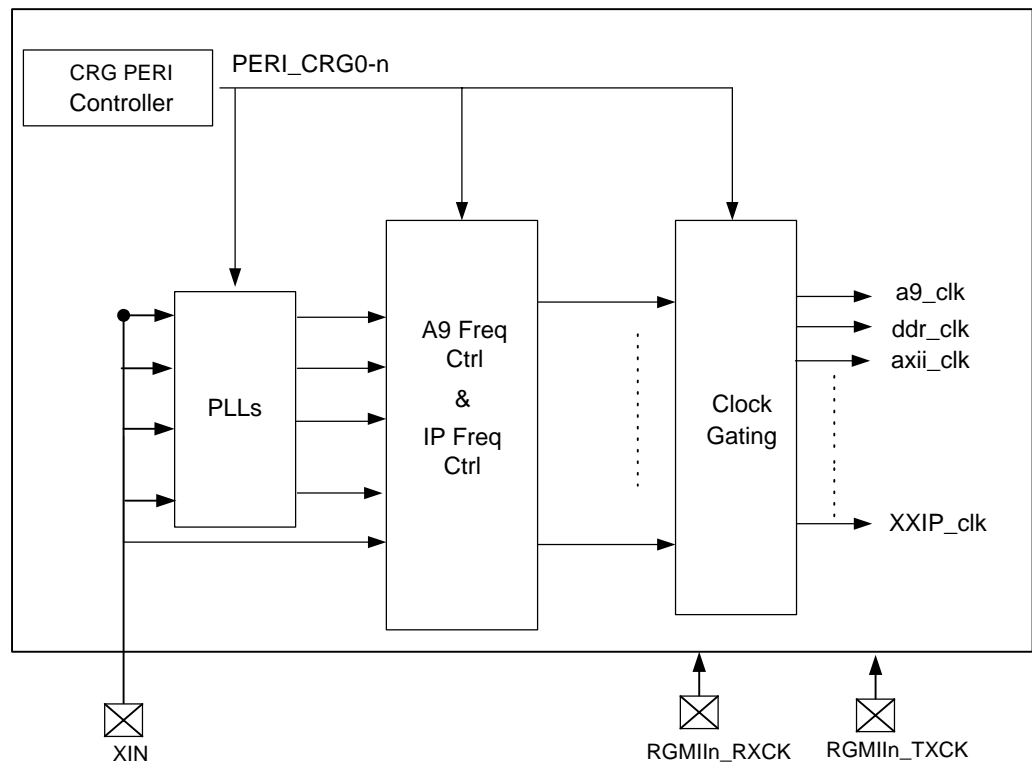 CRG PERI
Controller
PERI_CRG0-n
PLLs
A9 Freq
Ctrl
&
IP Freq
Ctrl
Clock
Gating
a9_clk
ddr_clk
axii_clk
XXIP_clk
XIN
RGMIIn_RXCK
RGMIIn_TXCK